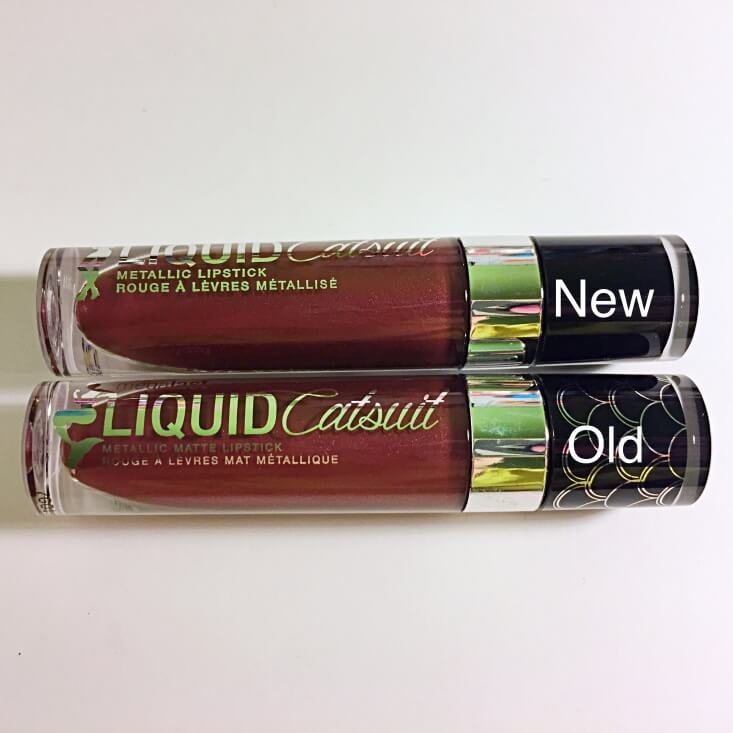 LIQUID Catsuit
METALLIC LIPSTICK
ROUGE À LÈVRES MÉTALLISÉ
New
LIQUID Catsuit
METALLIC MATTE LIPSTICK
ROUGE À LÈVRES MAT MÉTALLIQUE
Old